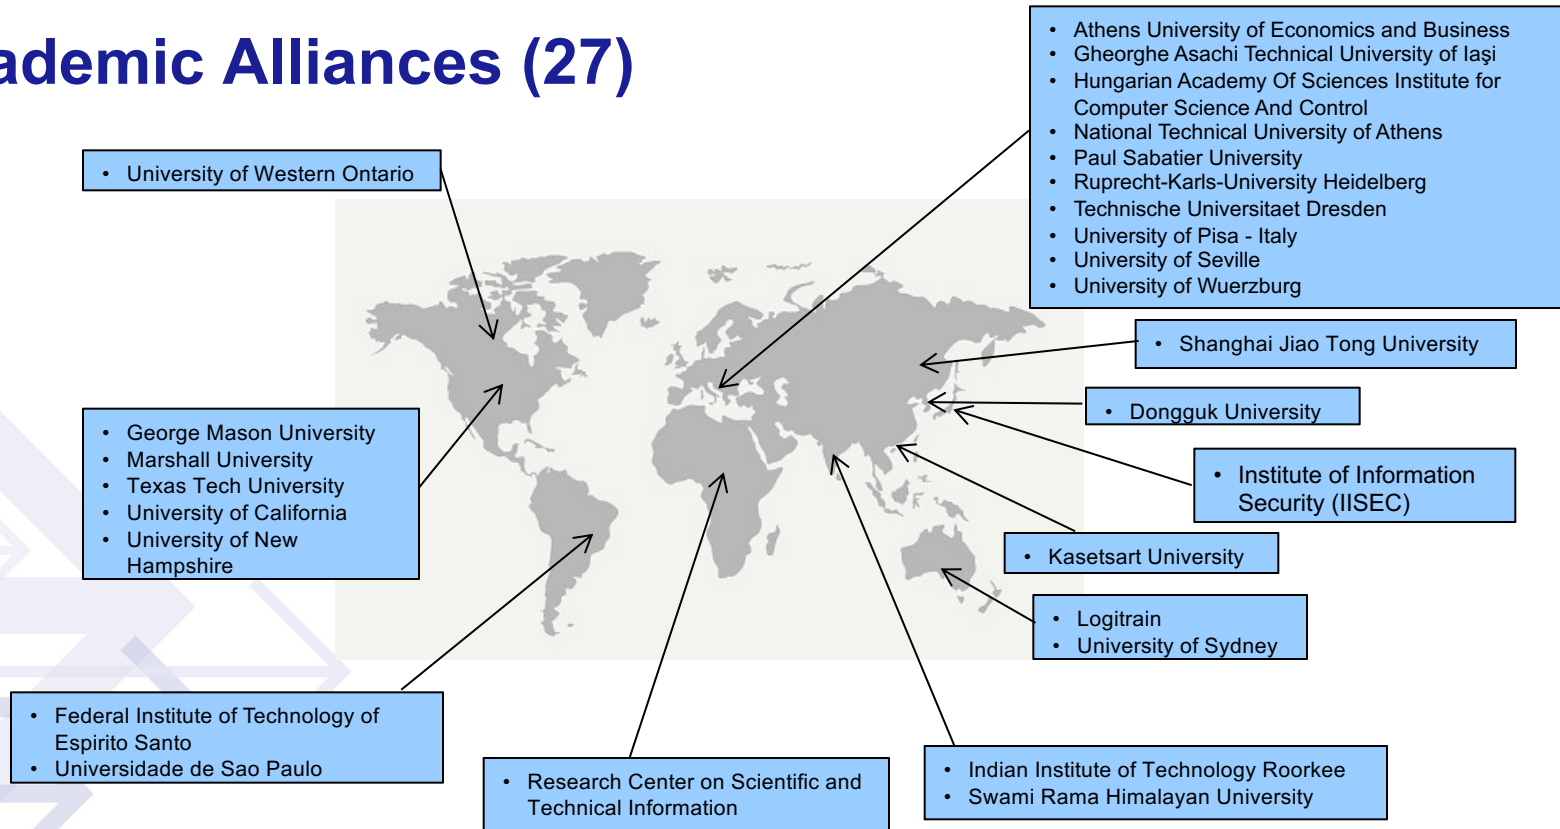 ademic Alliances (27)
• University of Western Ontario
• Athens University of Economics and Business
• Gheorghe Asachi Technical University of Iaşi
• Hungarian Academy Of Sciences Institute for
Computer Science And Control
• National Technical University of Athens
• Paul Sabatier University
• Ruprecht-Karls-University Heidelberg
• Technische Universitaet Dresden
• University of Pisa - Italy
• University of Seville
• University of Wuerzburg
• Shanghai Jiao Tong University
• Dongguk University
• George Mason University
• Marshall University
• Texas Tech University
• University of California
• University of New
Hampshire
• Institute of Information
Security (IISEC)
• Kasetsart University
• Logitrain
• University of Sydney
• Federal Institute of Technology of
Espirito Santo
• Universidade de Sao Paulo
• Research Center on Scientific and
Technical Information
• Indian Institute of Technology Roorkee
• Swami Rama Himalayan University